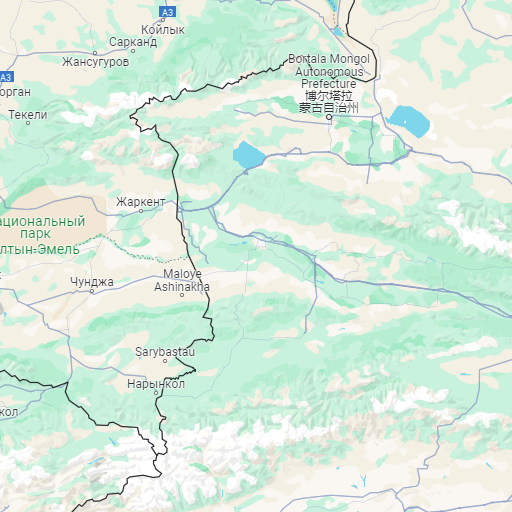 A3
Койлык
Сарканд
Жансугуров
A3
орган
Текели
Bortala Mongol
Autonomous
Prefecture
博尔塔拉
蒙古自治州
Жаркент
национальный
парк
лтын-Эмель
Чунджа
Maloye
Ashinakha
Sarybastau
Нарынкол
кол